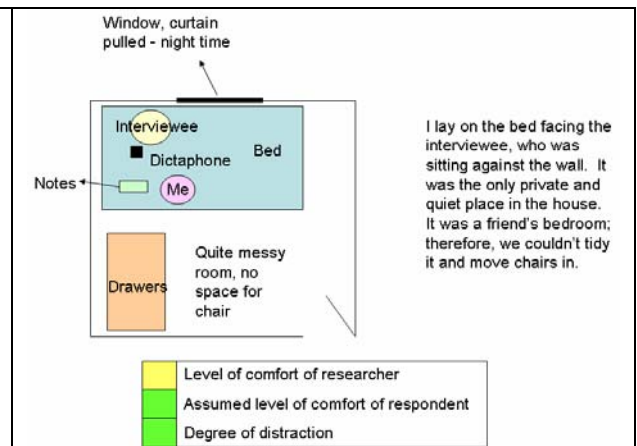 Window, curtain
pulled - night time
Interviewee
Dictaphone
Bed
Notes
Me
Drawers
Quite messy
room, no
space for
chair
I lay on the bed facing the
interviewee, who was
sitting against the wall. It
was the only private and
quiet place in the house.
It was a friend's bedroom;
therefore, we couldn't tidy
it and move chairs in.
Level of comfort of researcher
Assumed level of comfort of respondent
Degree of distraction